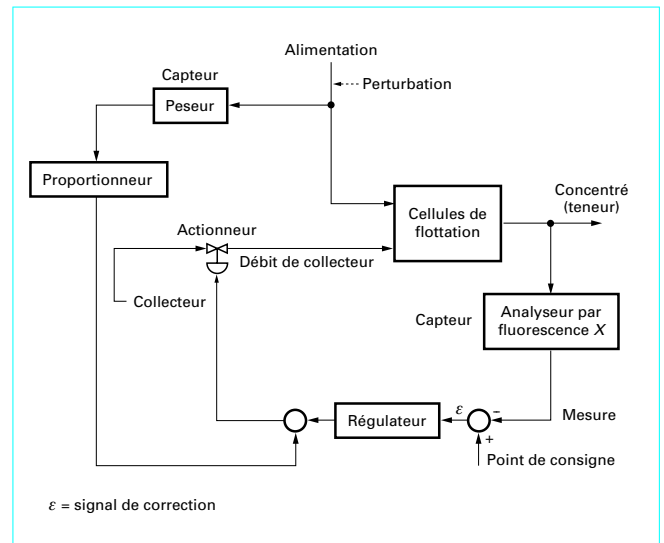 Alimentation
Capteur
Perturbation
Peseur
Proportionneur
Concentré
(teneur)
Cellules de
flottation
Actionneur
Débit de collecteur
Collecteur
Capteur
Analyseur par
fluorescence X
Régulateur
ε
–
Mesure
+
Point de consigne
ε = signal de correction